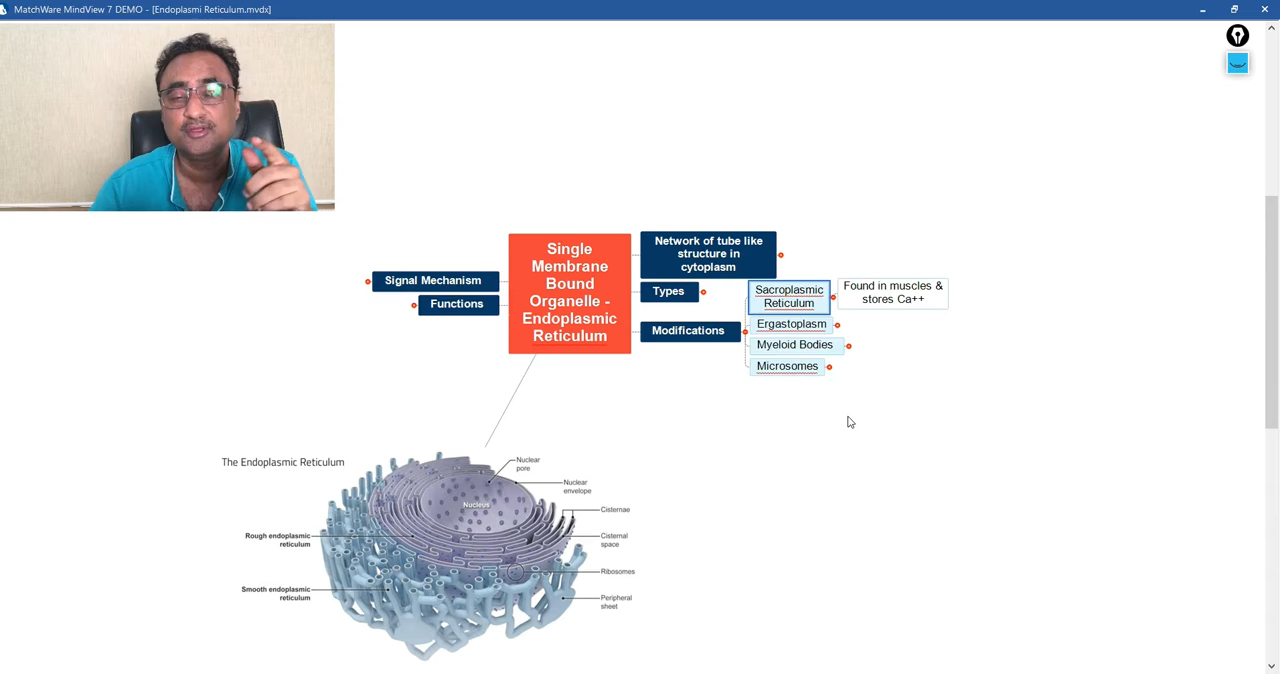 MatchWare MindView 7 DEMO - [Endoplasmi Reticulum.mvdx]
Signal Mechanism
Functions
Single
Membrane
Bound
Organelle -
Endoplasmic
Reticulum
Network of tube like
structure in
cytoplasm
Types
Modifications
Sacroplasmic
Reticulum
Found in muscles &
stores Ca++
Ergastoplasm
Myeloid Bodies
Microsomes
The Endoplasmic Reticulum
Nuclear
pore
Nuclear
envelope
Nucleus
Cisternae
Rough endoplasmic
reticulum
Cisternal
space
Ribosomes
Smooth endoplasmic
reticulum
Peripheral
sheet